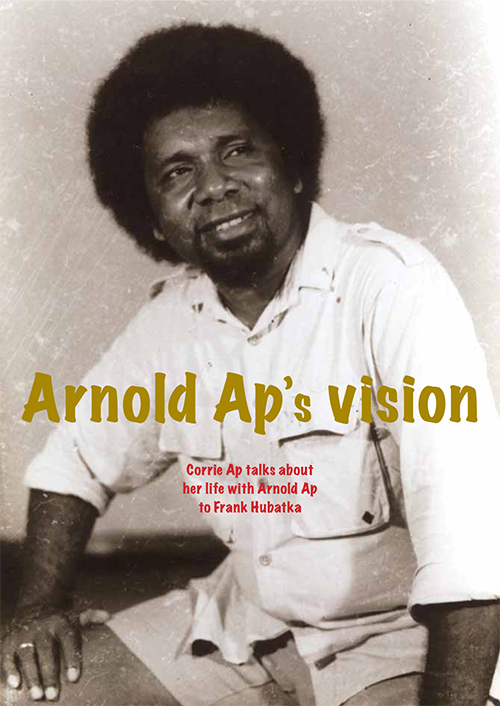 Arnold Ap's vision
Corrie Ap talks about
her life with Arnold Ap
to Frank Hubatka